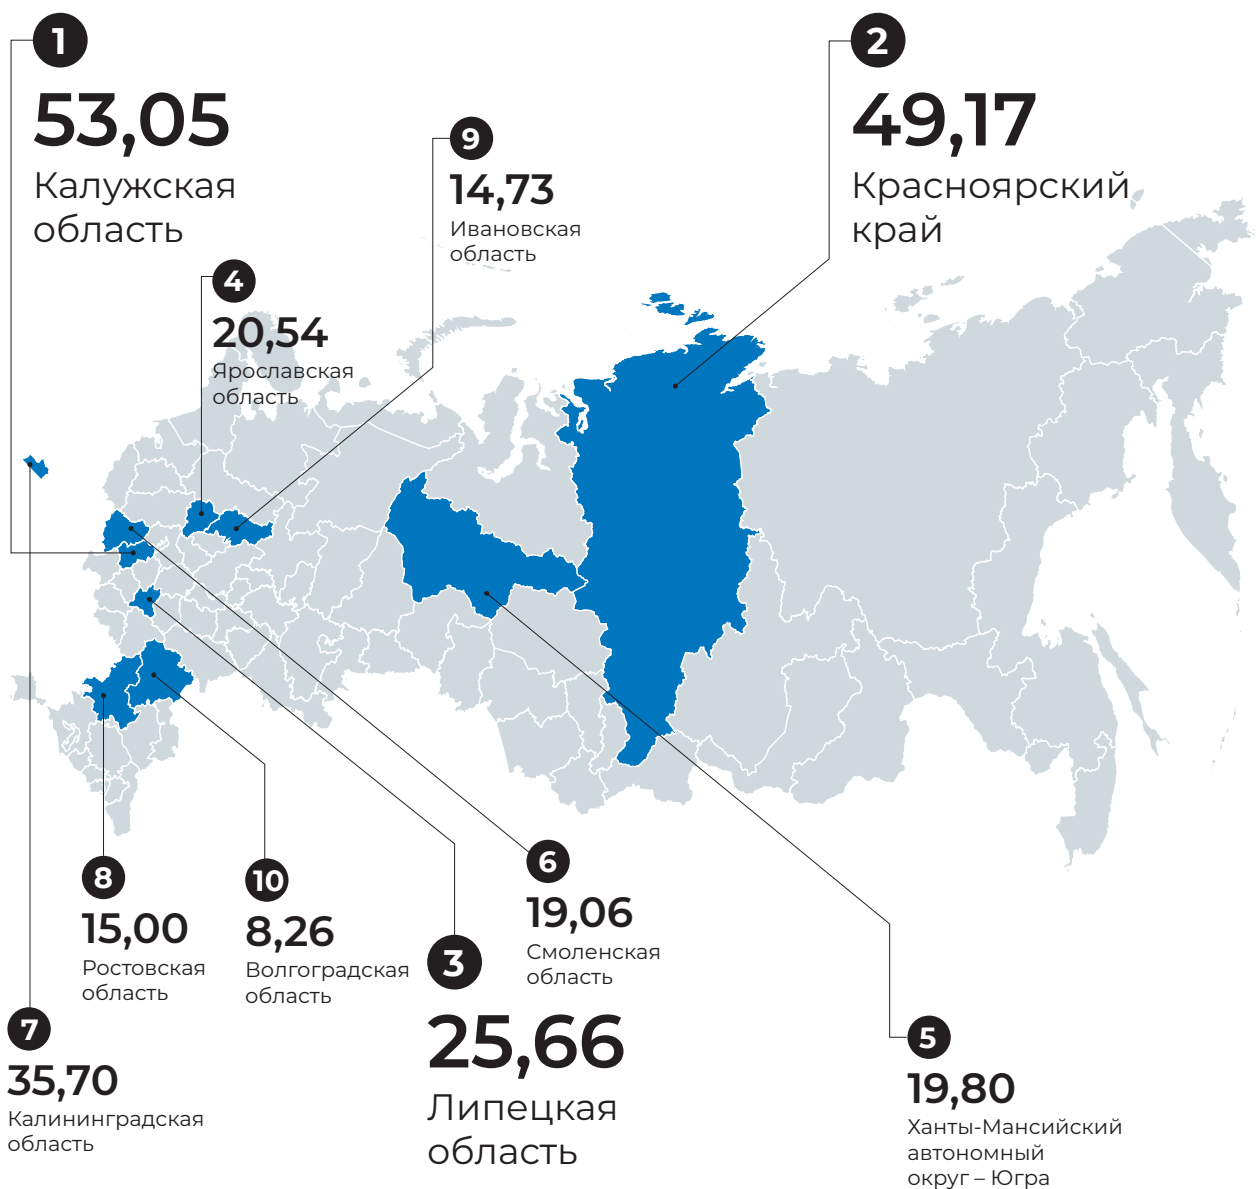 1
53,05
Калужская
область
2
49,17
Красноярский
край
9
14,73
Ивановская
область
4
20,54
Ярославская
область
8
15,00
Ростовская
область
10
8,26
Волгоградская
область
6
19,06
Смоленская
область
3
25,66
Липецкая
область
7
35,70
Калининградская
область
5
19,80
Ханты-Мансийский
автономный
округ – Югра